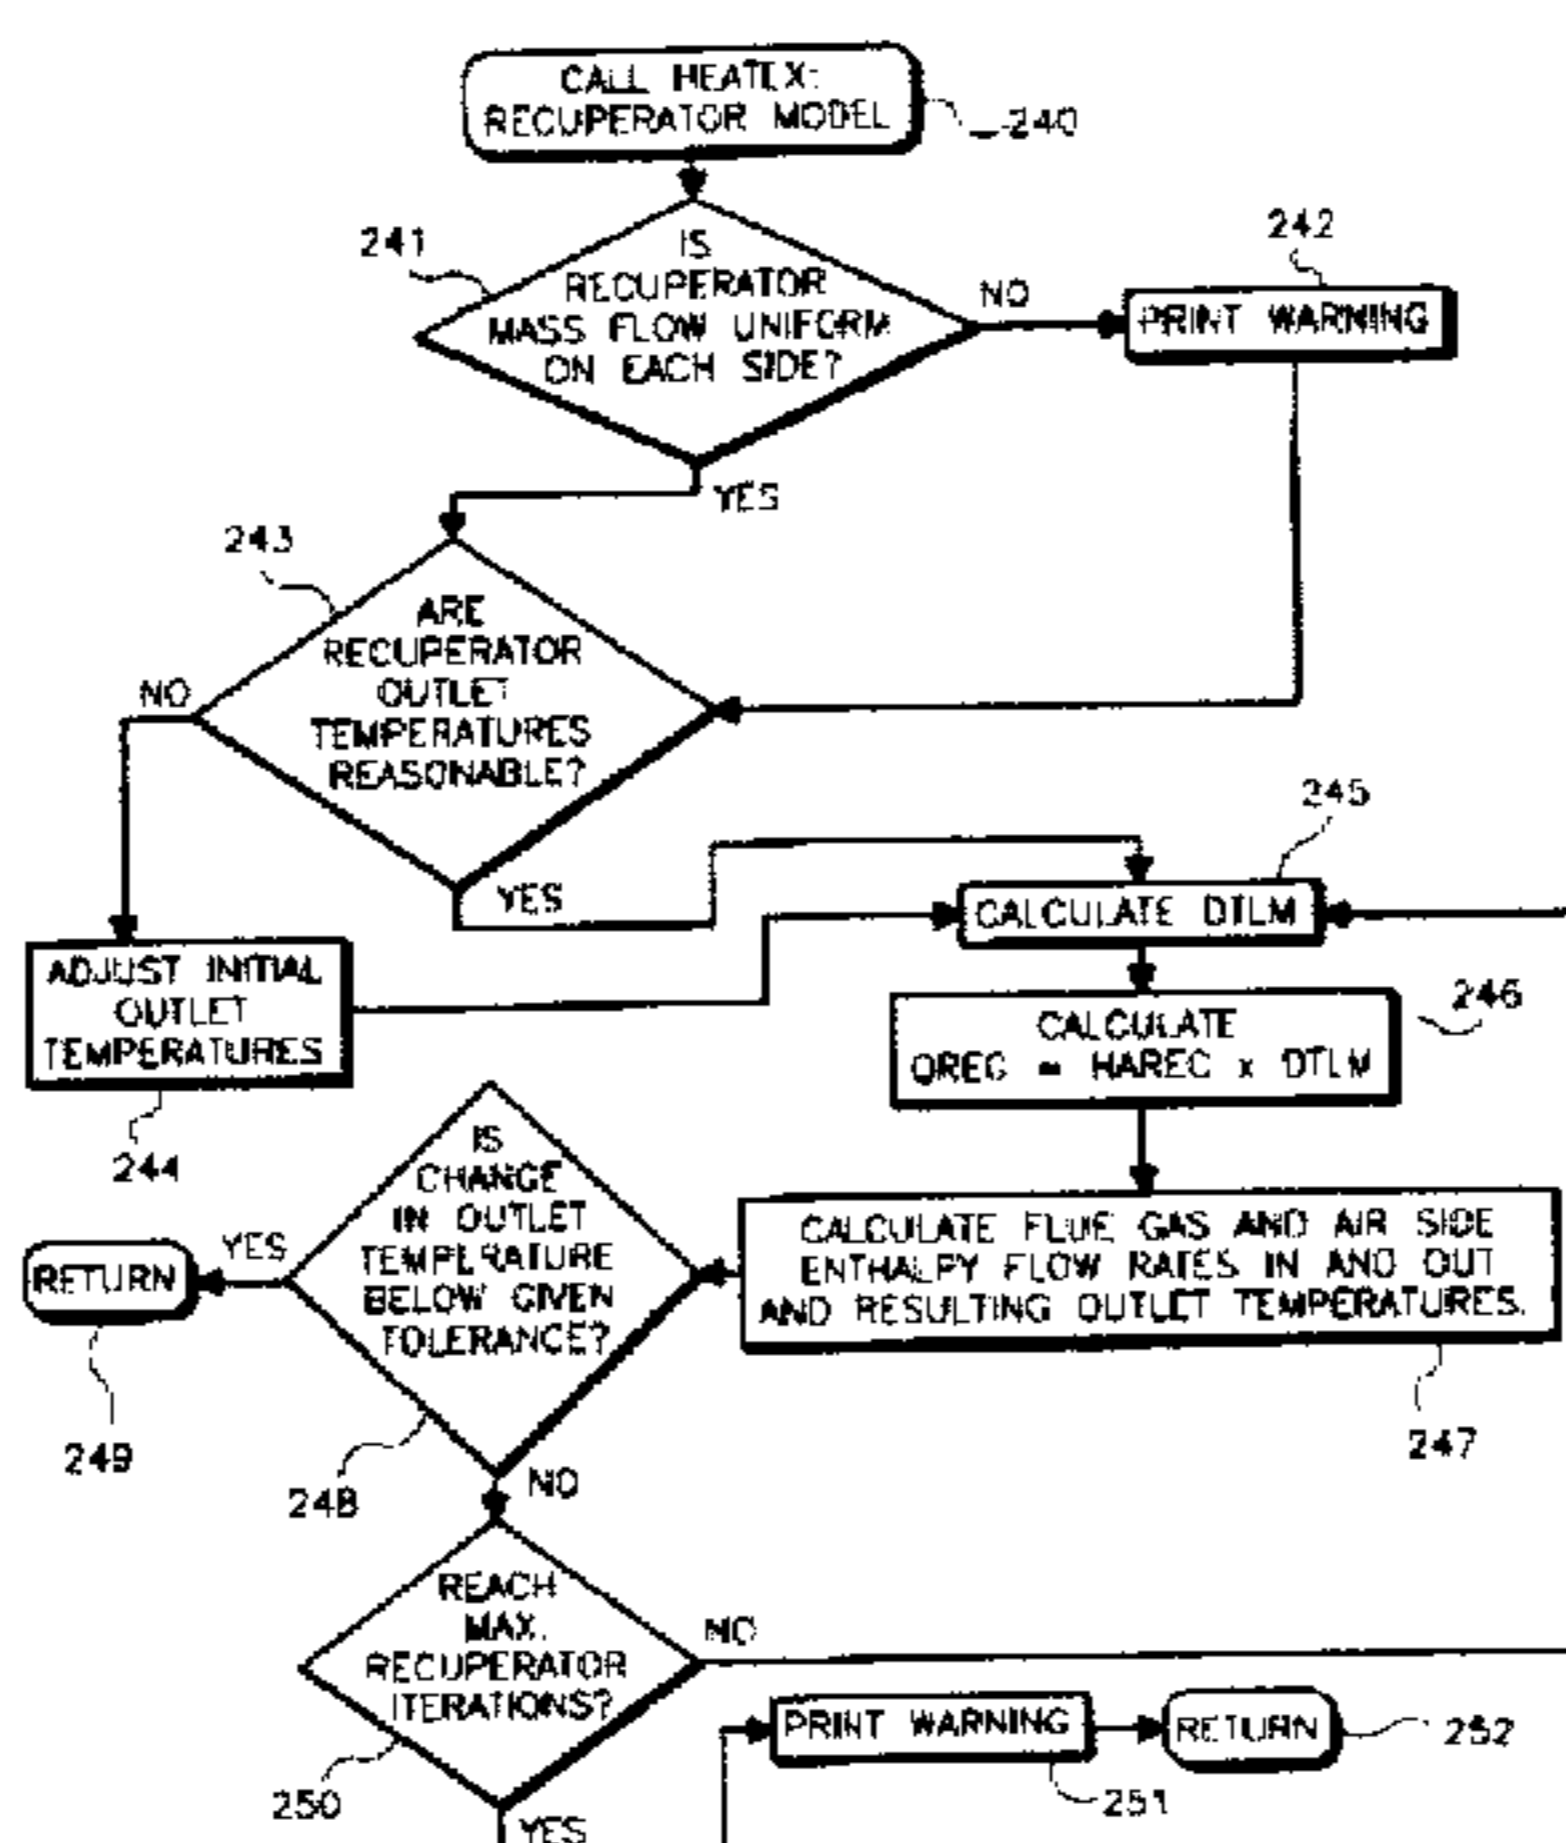 CALL HEATEX:
RECUPERATOR MODEL
240
241
IS
RECUPERATOR
MASS FLOW UNIFORM
ON EACH SIDE?
NO
242
PRINT WARNING
YES
243
ARE
RECUPERATOR
OUTLET
TEMPERATURES
REASONABLE?
NO
YES
245
CALCULATE DTLM
ADJUST INITIAL
OUTLET
TEMPERATURES
244
246
CALCULATE
QREC = HAREC x DTLM
IS
CHANGE
IN OUTLET
TEMPERATURE
BELOW GIVEN
TOLERANCE?
YES
RETURN
249
CALCULATE FLUE GAS AND AIR SIDE
ENTHALPY FLOW RATES IN AND OUT
AND RESULTING OUTLET TEMPERATURES.
247
248
NO
REACH
MAX.
RECUPERATOR
ITERATIONS?
NO
250
YES
PRINT WARNING
251
RETURN
252